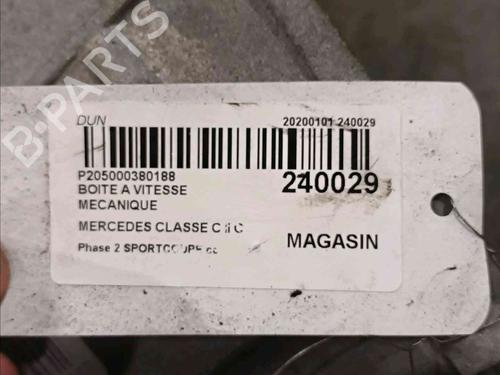 B-PARTS
DUN
20200101 240029
P205000380188
BOITE A VITESSE
240029
MECANIQUE
MERCEDES CLASSE C
MAGASIN
Phase 2 SPORTCOUPE